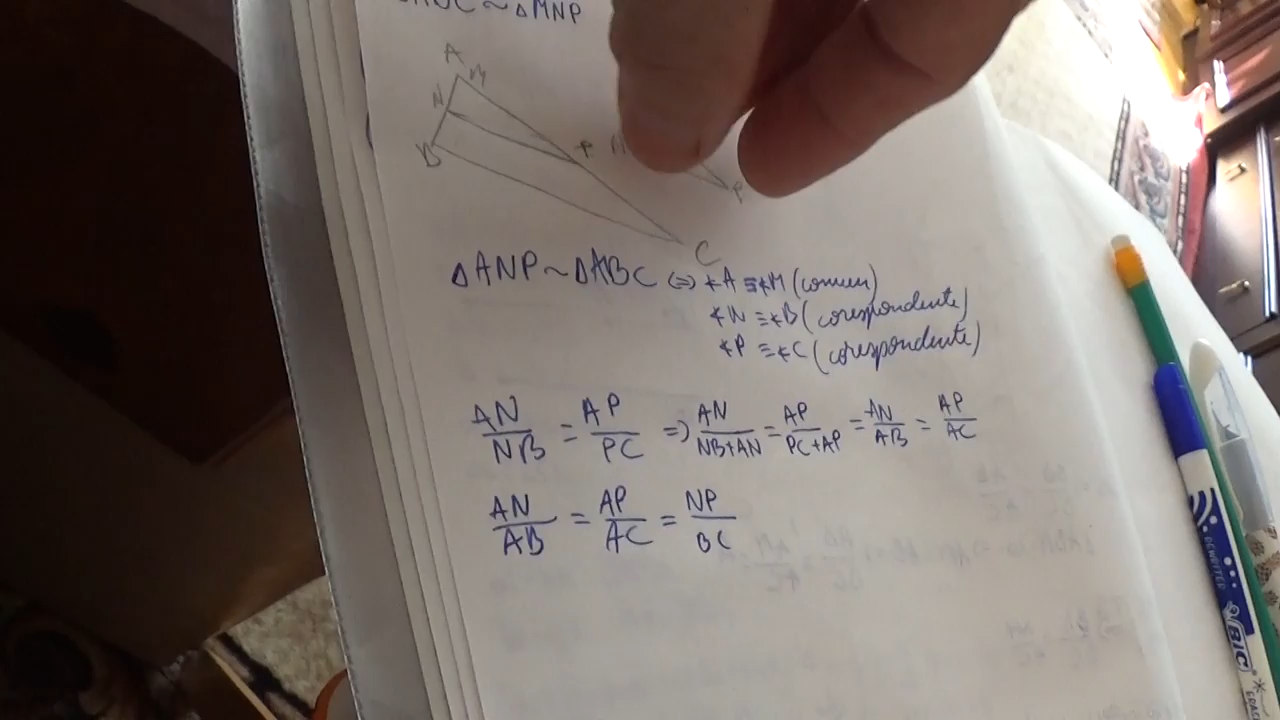 ~ΔMNP
A M
N
B
P M
P
C
ΔANP~ΔABC ⇔ ∢A ≡ ∢M (comun)
∢N ≡ ∢B (corespondente)
∢P ≡ ∢C (corespondente)
AN/NB = AP/PC ⇒ AN/NB+AN = AP/PC+AP = AN/AB = AP/AC
AN/AB = AP/AC = NP/BC
BIC